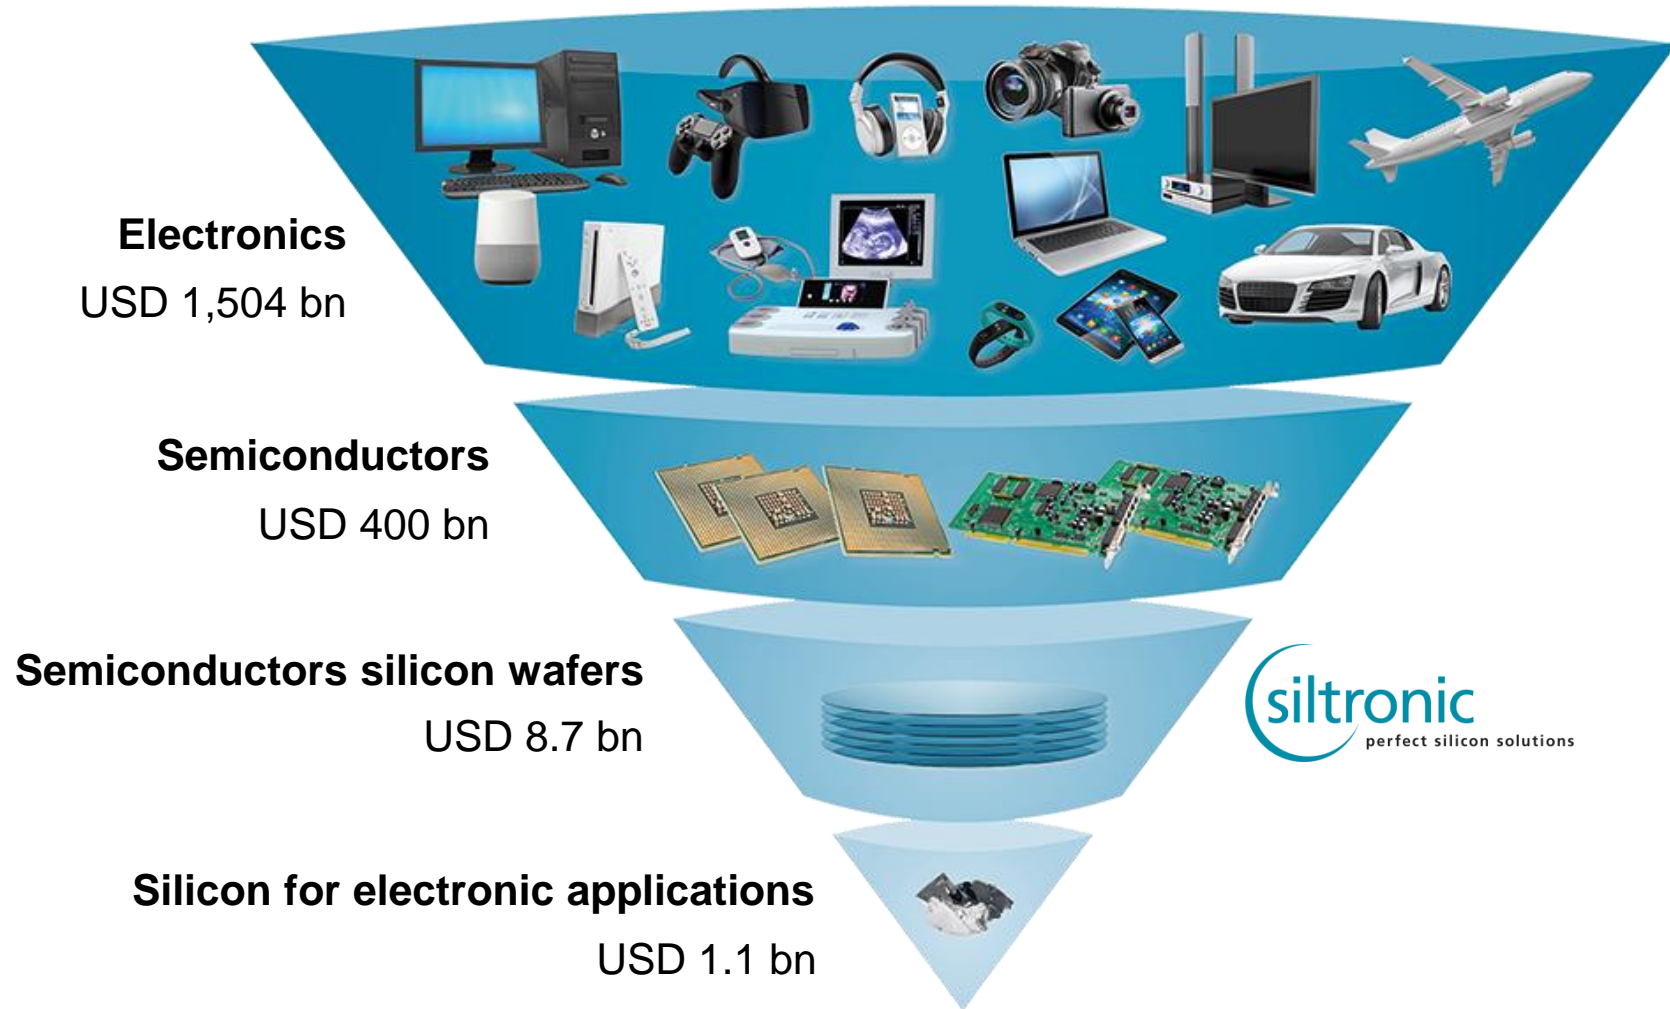 Electronics
USD 1,504 bn
Semiconductors
USD 400 bn
Semiconductors silicon wafers
USD 8.7 bn
siltronic
perfect silicon solutions
Silicon for electronic applications
USD 1.1 bn